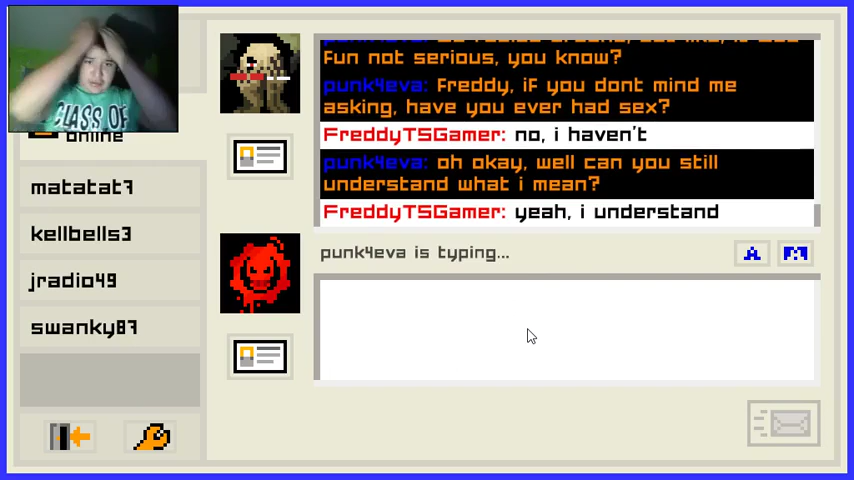 CLASS OF
online
matatat7
kellbells3
jradio49
swanky87
Fun not serious, you know?
punk4eva: Freddy, iF you dont mind me
asking, have you ever had sex?
FreddyTSGamer: no, i haven't
punk4eva: oh okay, well can you still
understand what i mean?
FreddyTSGamer: yeah, i understand
punk4eva is typing...
A
M